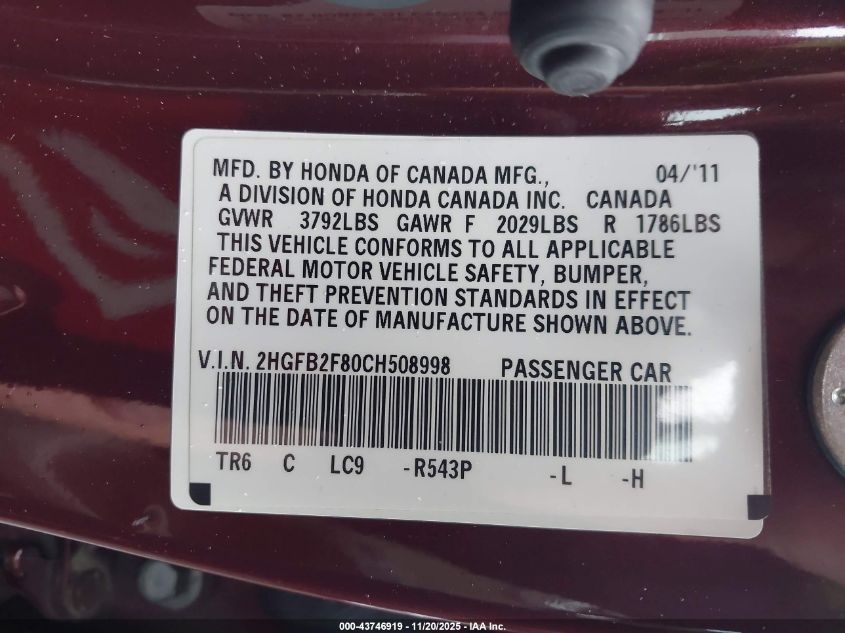 MFD. BY HONDA OF CANADA MFG., 04/'11
A DIVISION OF HONDA CANADA INC. CANADA
GVWR 3792LBS GAWR F 2029LBS R 1786LBS
THIS VEHICLE CONFORMS TO ALL APPLICABLE
FEDERAL MOTOR VEHICLE SAFETY, BUMPER,
AND THEFT PREVENTION STANDARDS IN EFFECT
ON THE DATE OF MANUFACTURE SHOWN ABOVE.
V.I.N. 2HGFB2F80CH508998 PASSENGER CAR
TR6 C LC9 -R543P -L -H
000-43746919 - 11/20/2025 - IAA Inc.